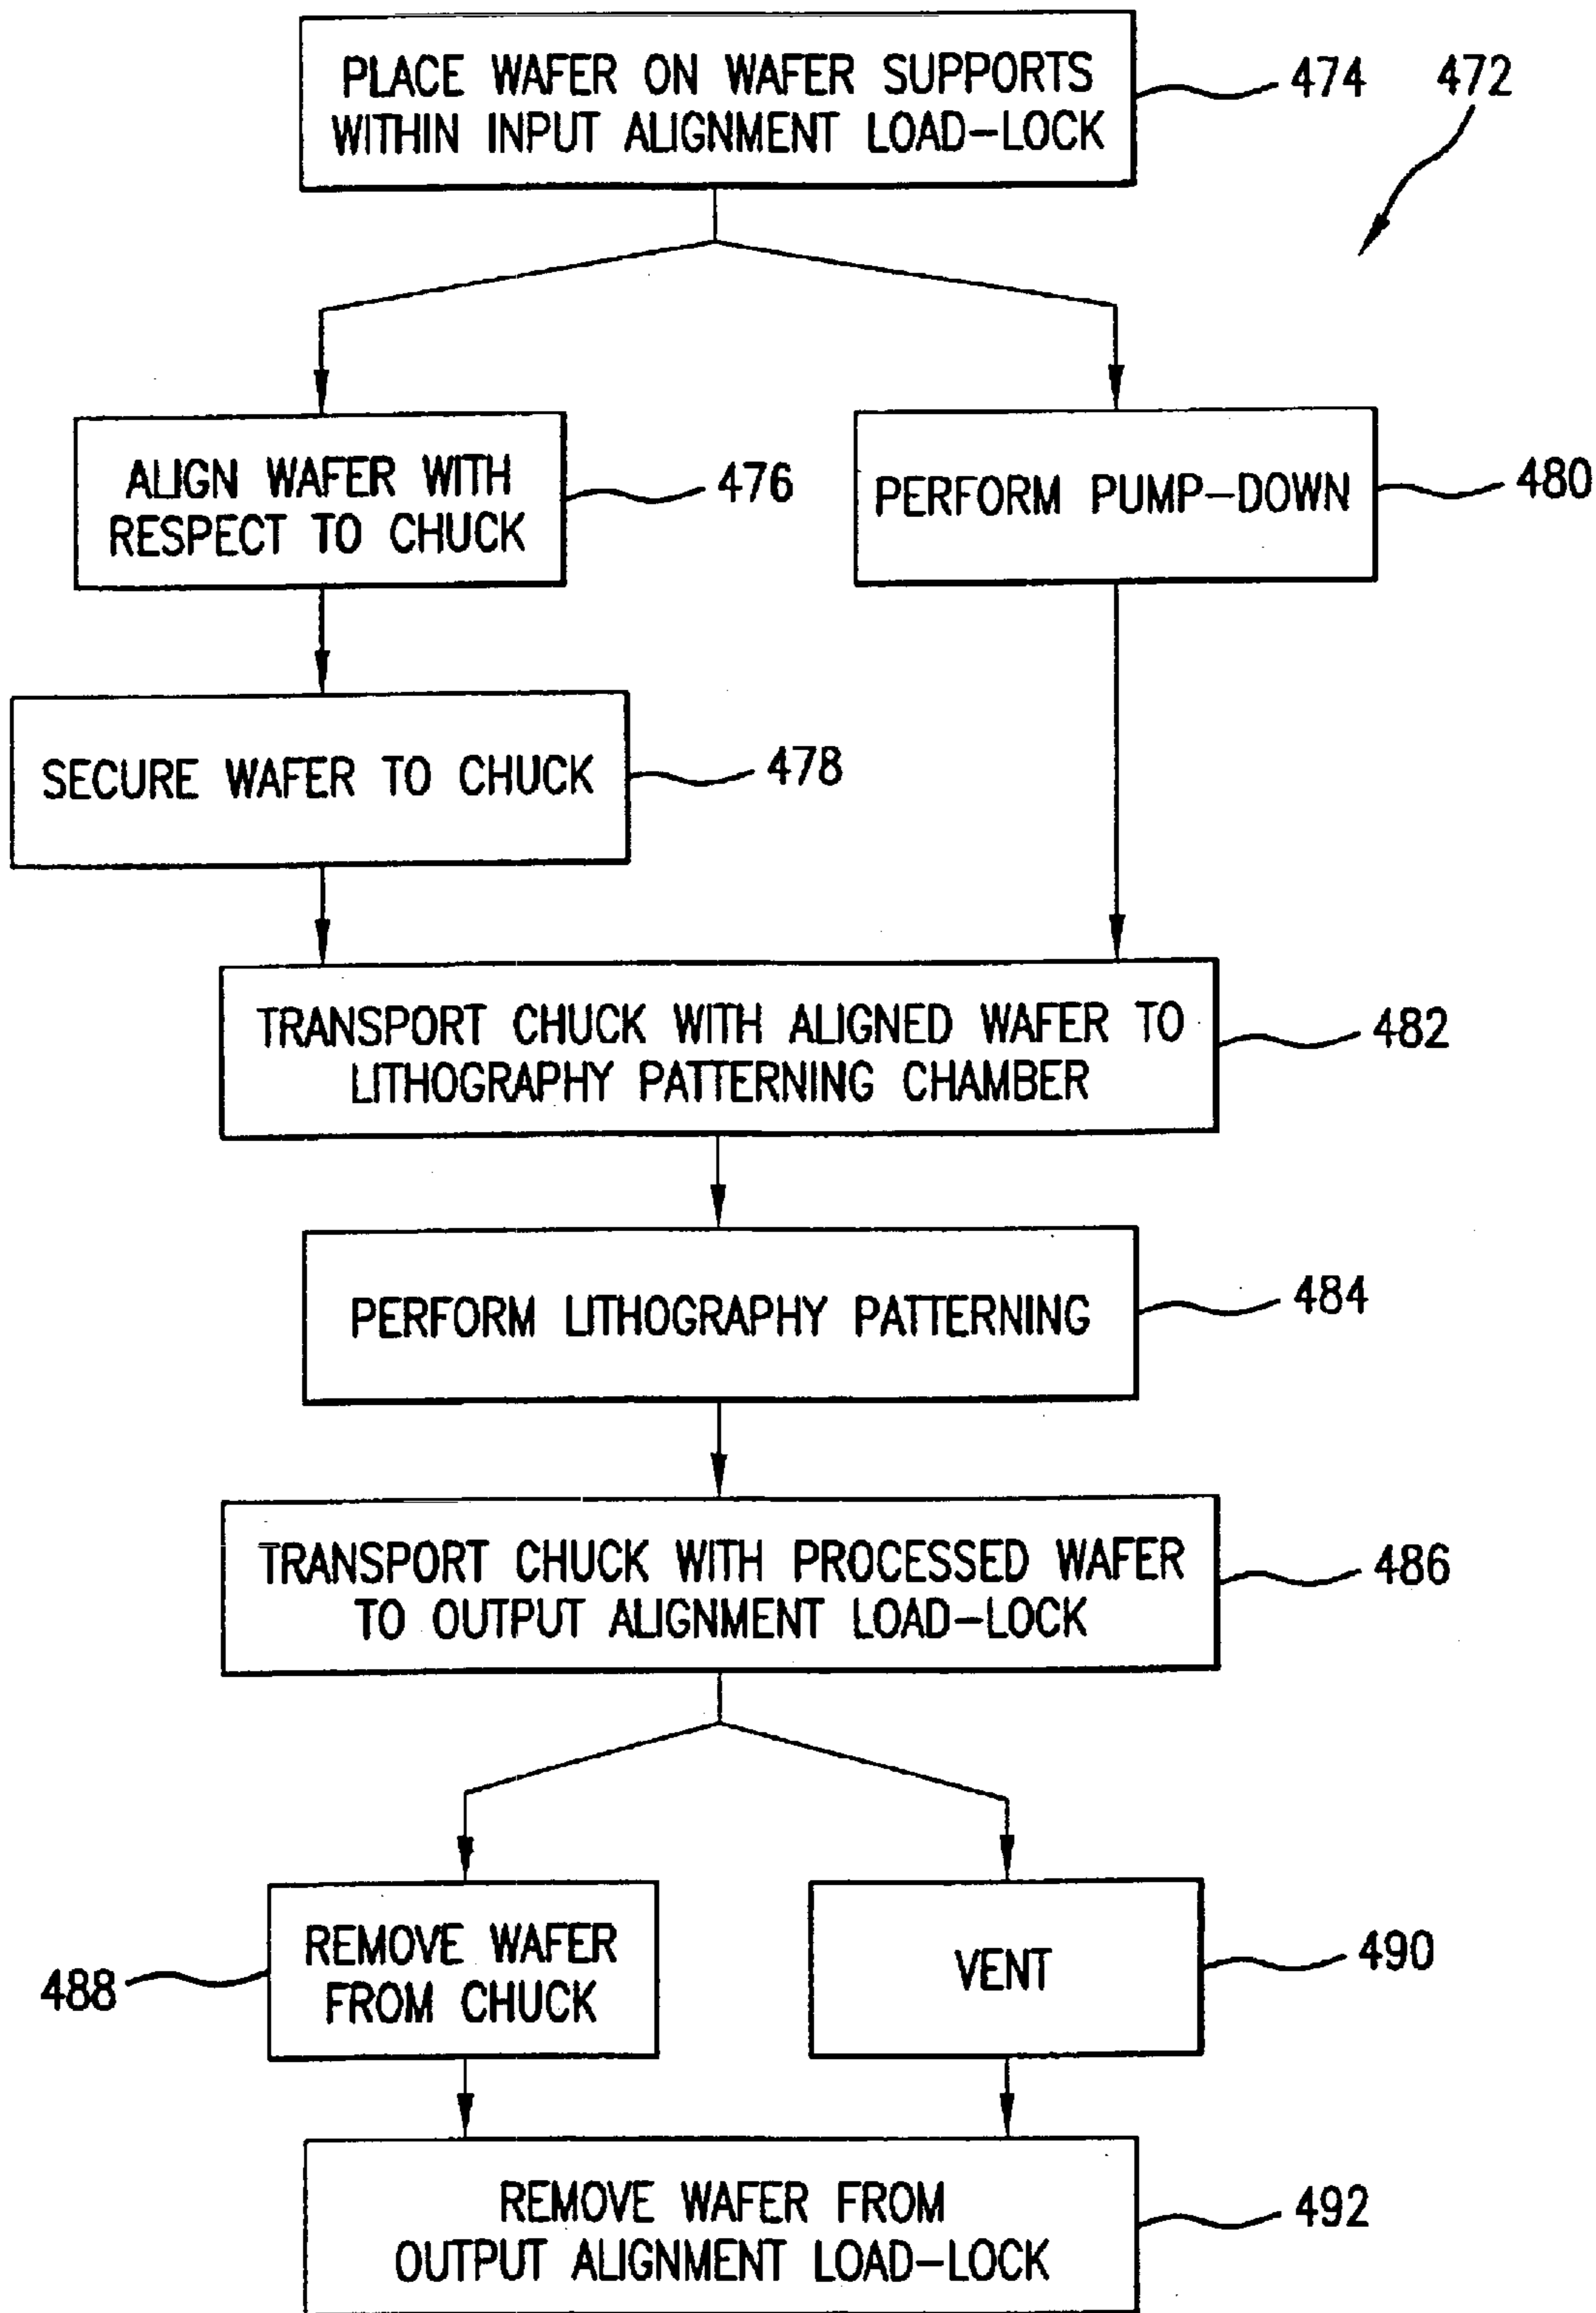 PLACE WAFER ON WAFER SUPPORTS
WITHIN INPUT ALIGNMENT LOAD-LOCK
474
472
ALIGN WAFER WITH
RESPECT TO CHUCK
476
PERFORM PUMP-DOWN
480
SECURE WAFER TO CHUCK
478
TRANSPORT CHUCK WITH ALIGNED WAFER TO
LITHOGRAPHY PATTERNING CHAMBER
482
PERFORM LITHOGRAPHY PATTERNING
484
TRANSPORT CHUCK WITH PROCESSED WAFER
TO OUTPUT ALIGNMENT LOAD-LOCK
486
488
REMOVE WAFER
FROM CHUCK
VENT
490
REMOVE WAFER FROM
OUTPUT ALIGNMENT LOAD-LOCK
492